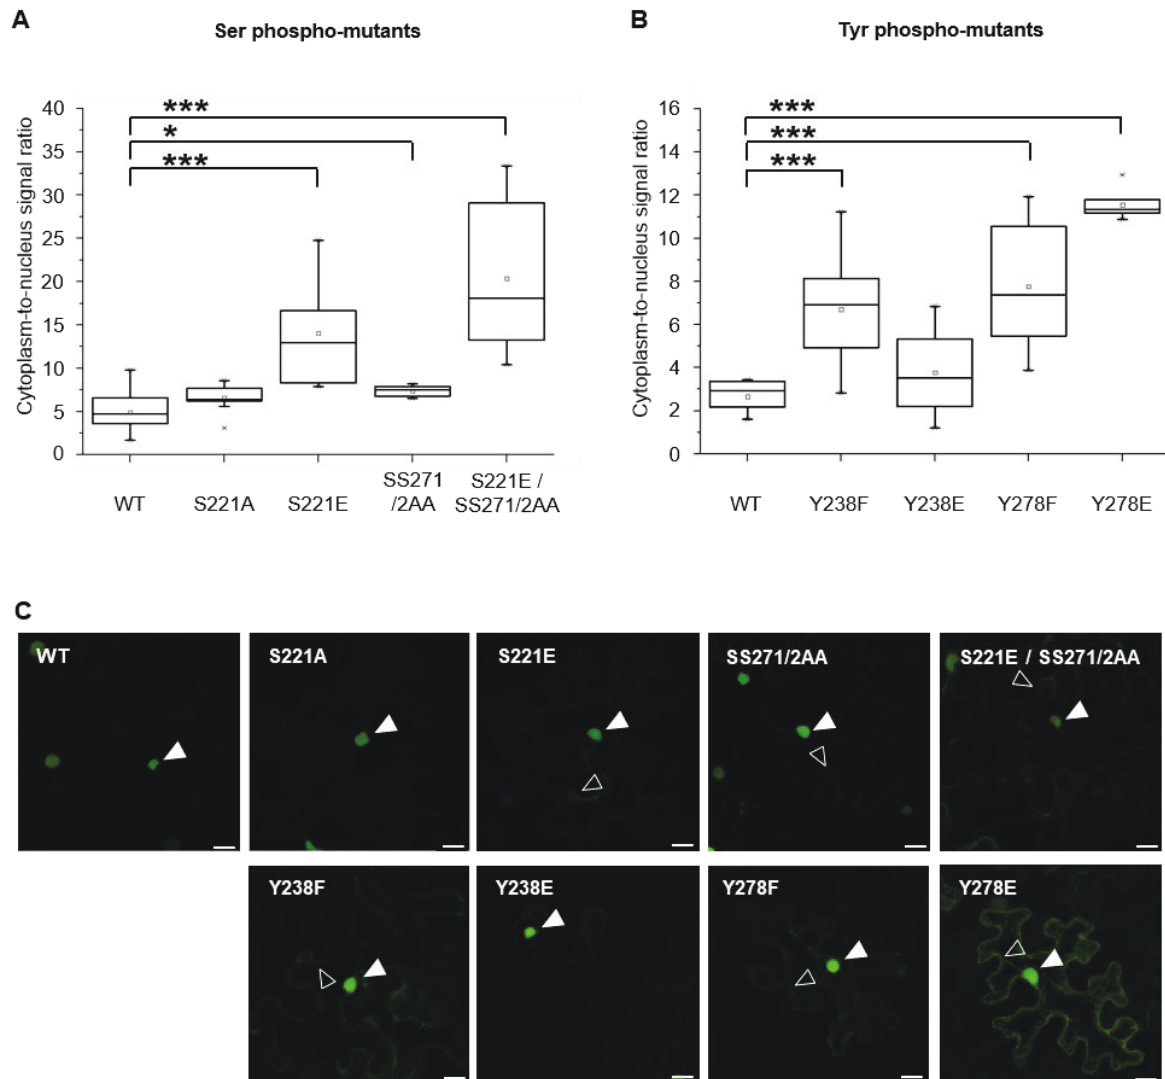 A
Ser phospho-mutants
Cytoplasm-to-nucleus signal ratio
40
35
30
25
20
15
10
5
0
***
*
***
WT
S221A
S221E
SS271
/2AA
S221E /
SS271/2AA
B
Tyr phospho-mutants
Cytoplasm-to-nucleus signal ratio
16
14
12
10
8
6
4
2
0
***
***
***
WT
Y238F
Y238E
Y278F
Y278E
C
WT
S221A
S221E
SS271/2AA
S221E / SS271/2AA
Y238F
Y238E
Y278F
Y278E